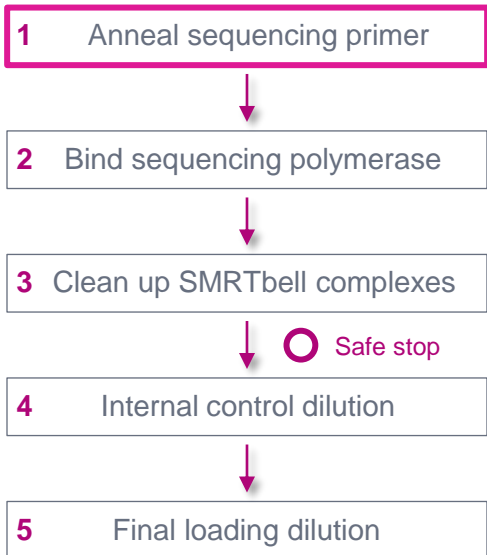 1 Anneal sequencing primer
2 Bind sequencing polymerase
3 Clean up SMRTbell complexes
Safe stop
4 Internal control dilution
5 Final loading dilution